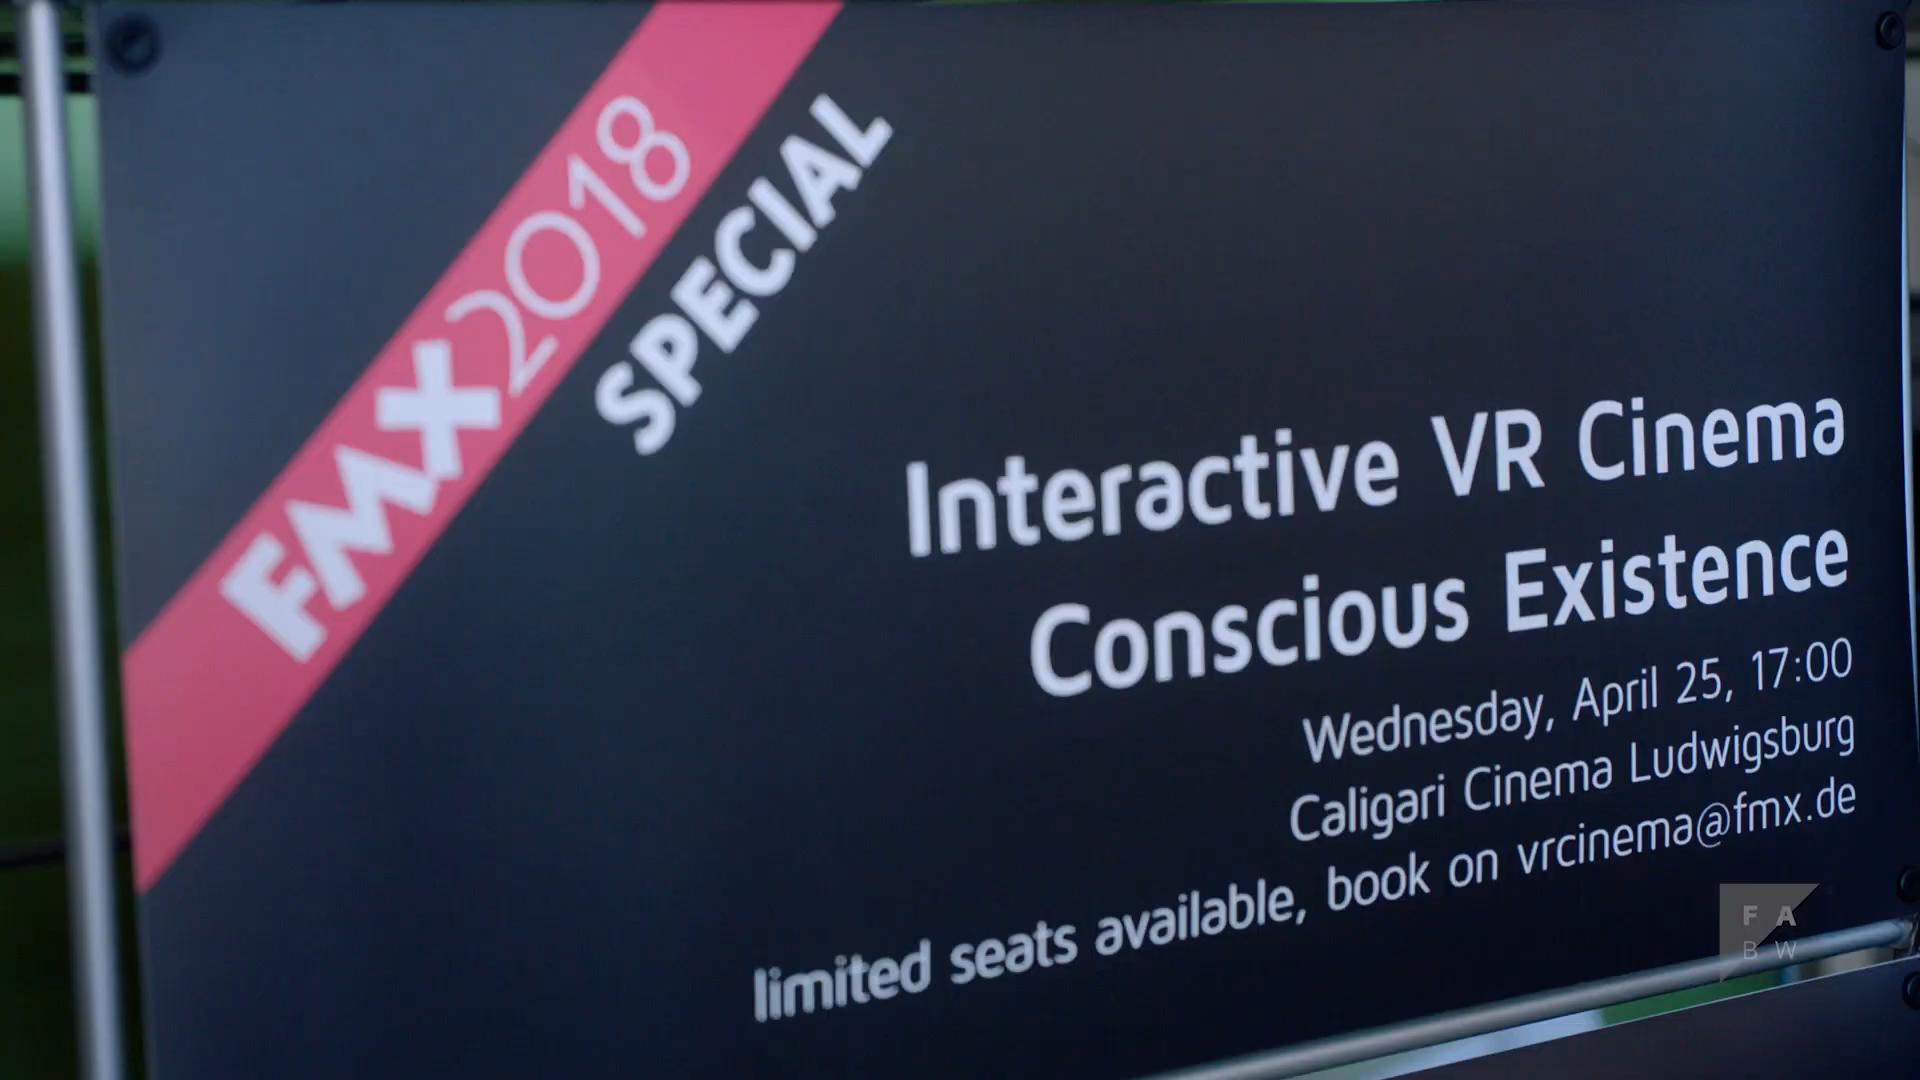 FMX2018
SPECIAL
Interactive VR Cinema
Conscious Existence
Wednesday, April 25, 17:00
Caligari Cinema Ludwigsburg
limited seats available, book on vrcinema@fmx.de
F A
B W